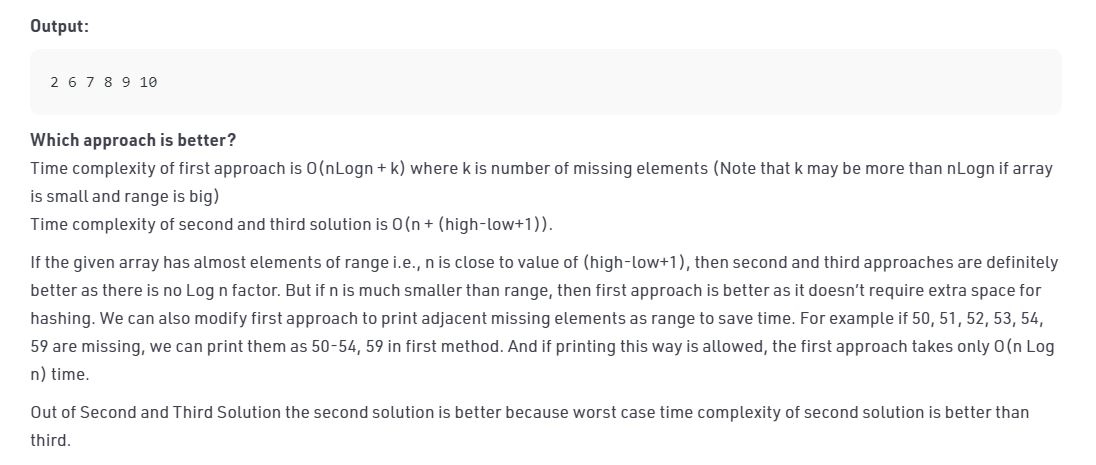 Output:
2 6 7 8 9 10
Which approach is better?
Time complexity of first approach is O(nLogn + k) where k is number of missing elements (Note that k may be more than nLogn if array
is small and range is big)
Time complexity of second and third solution is O(n + (high-low+1)).
If the given array has almost elements of range i.e., n is close to value of (high-low+1), then second and third approaches are definitely
better as there is no Log n factor. But if n is much smaller than range, then first approach is better as it doesn’t require extra space for
hashing. We can also modify first approach to print adjacent missing elements as range to save time. For example if 50, 51, 52, 53, 54,
59 are missing, we can print them as 50-54, 59 in first method. And if printing this way is allowed, the first approach takes only O(n Log
n) time.
Out of Second and Third Solution the second solution is better because worst case time complexity of second solution is better than
third.